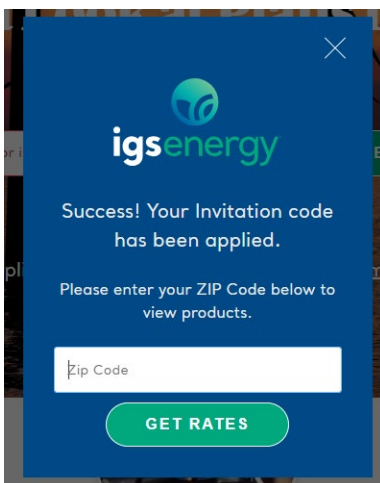 igsenergy
Success! Your Invitation code
has been applied.
Please enter your ZIP Code below to
view products.
Zip Code
GET RATES